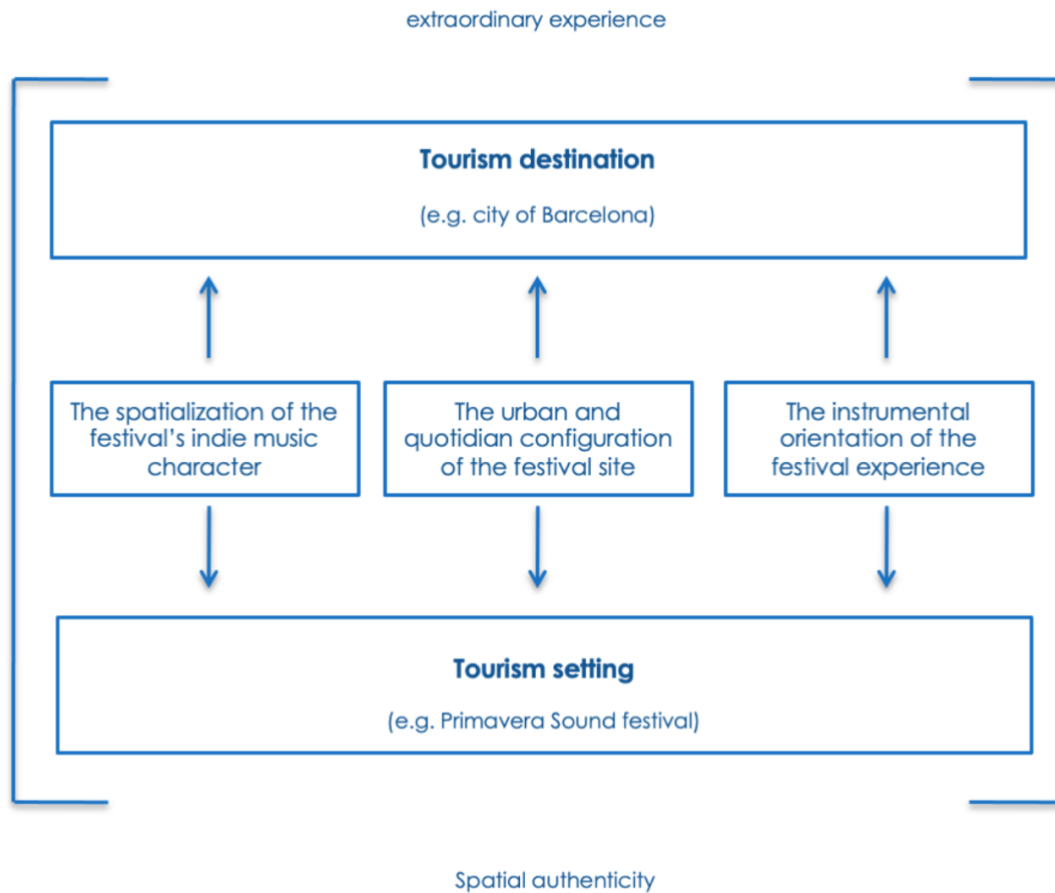 extraordinary experience
Tourism destination
(e.g. city of Barcelona)
The spatialization of the
festival’s indie music
character
The urban and
quotidian configuration
of the festival site
The instrumental
orientation of the
festival experience
Tourism setting
(e.g. Primavera Sound festival)
Spatial authenticity